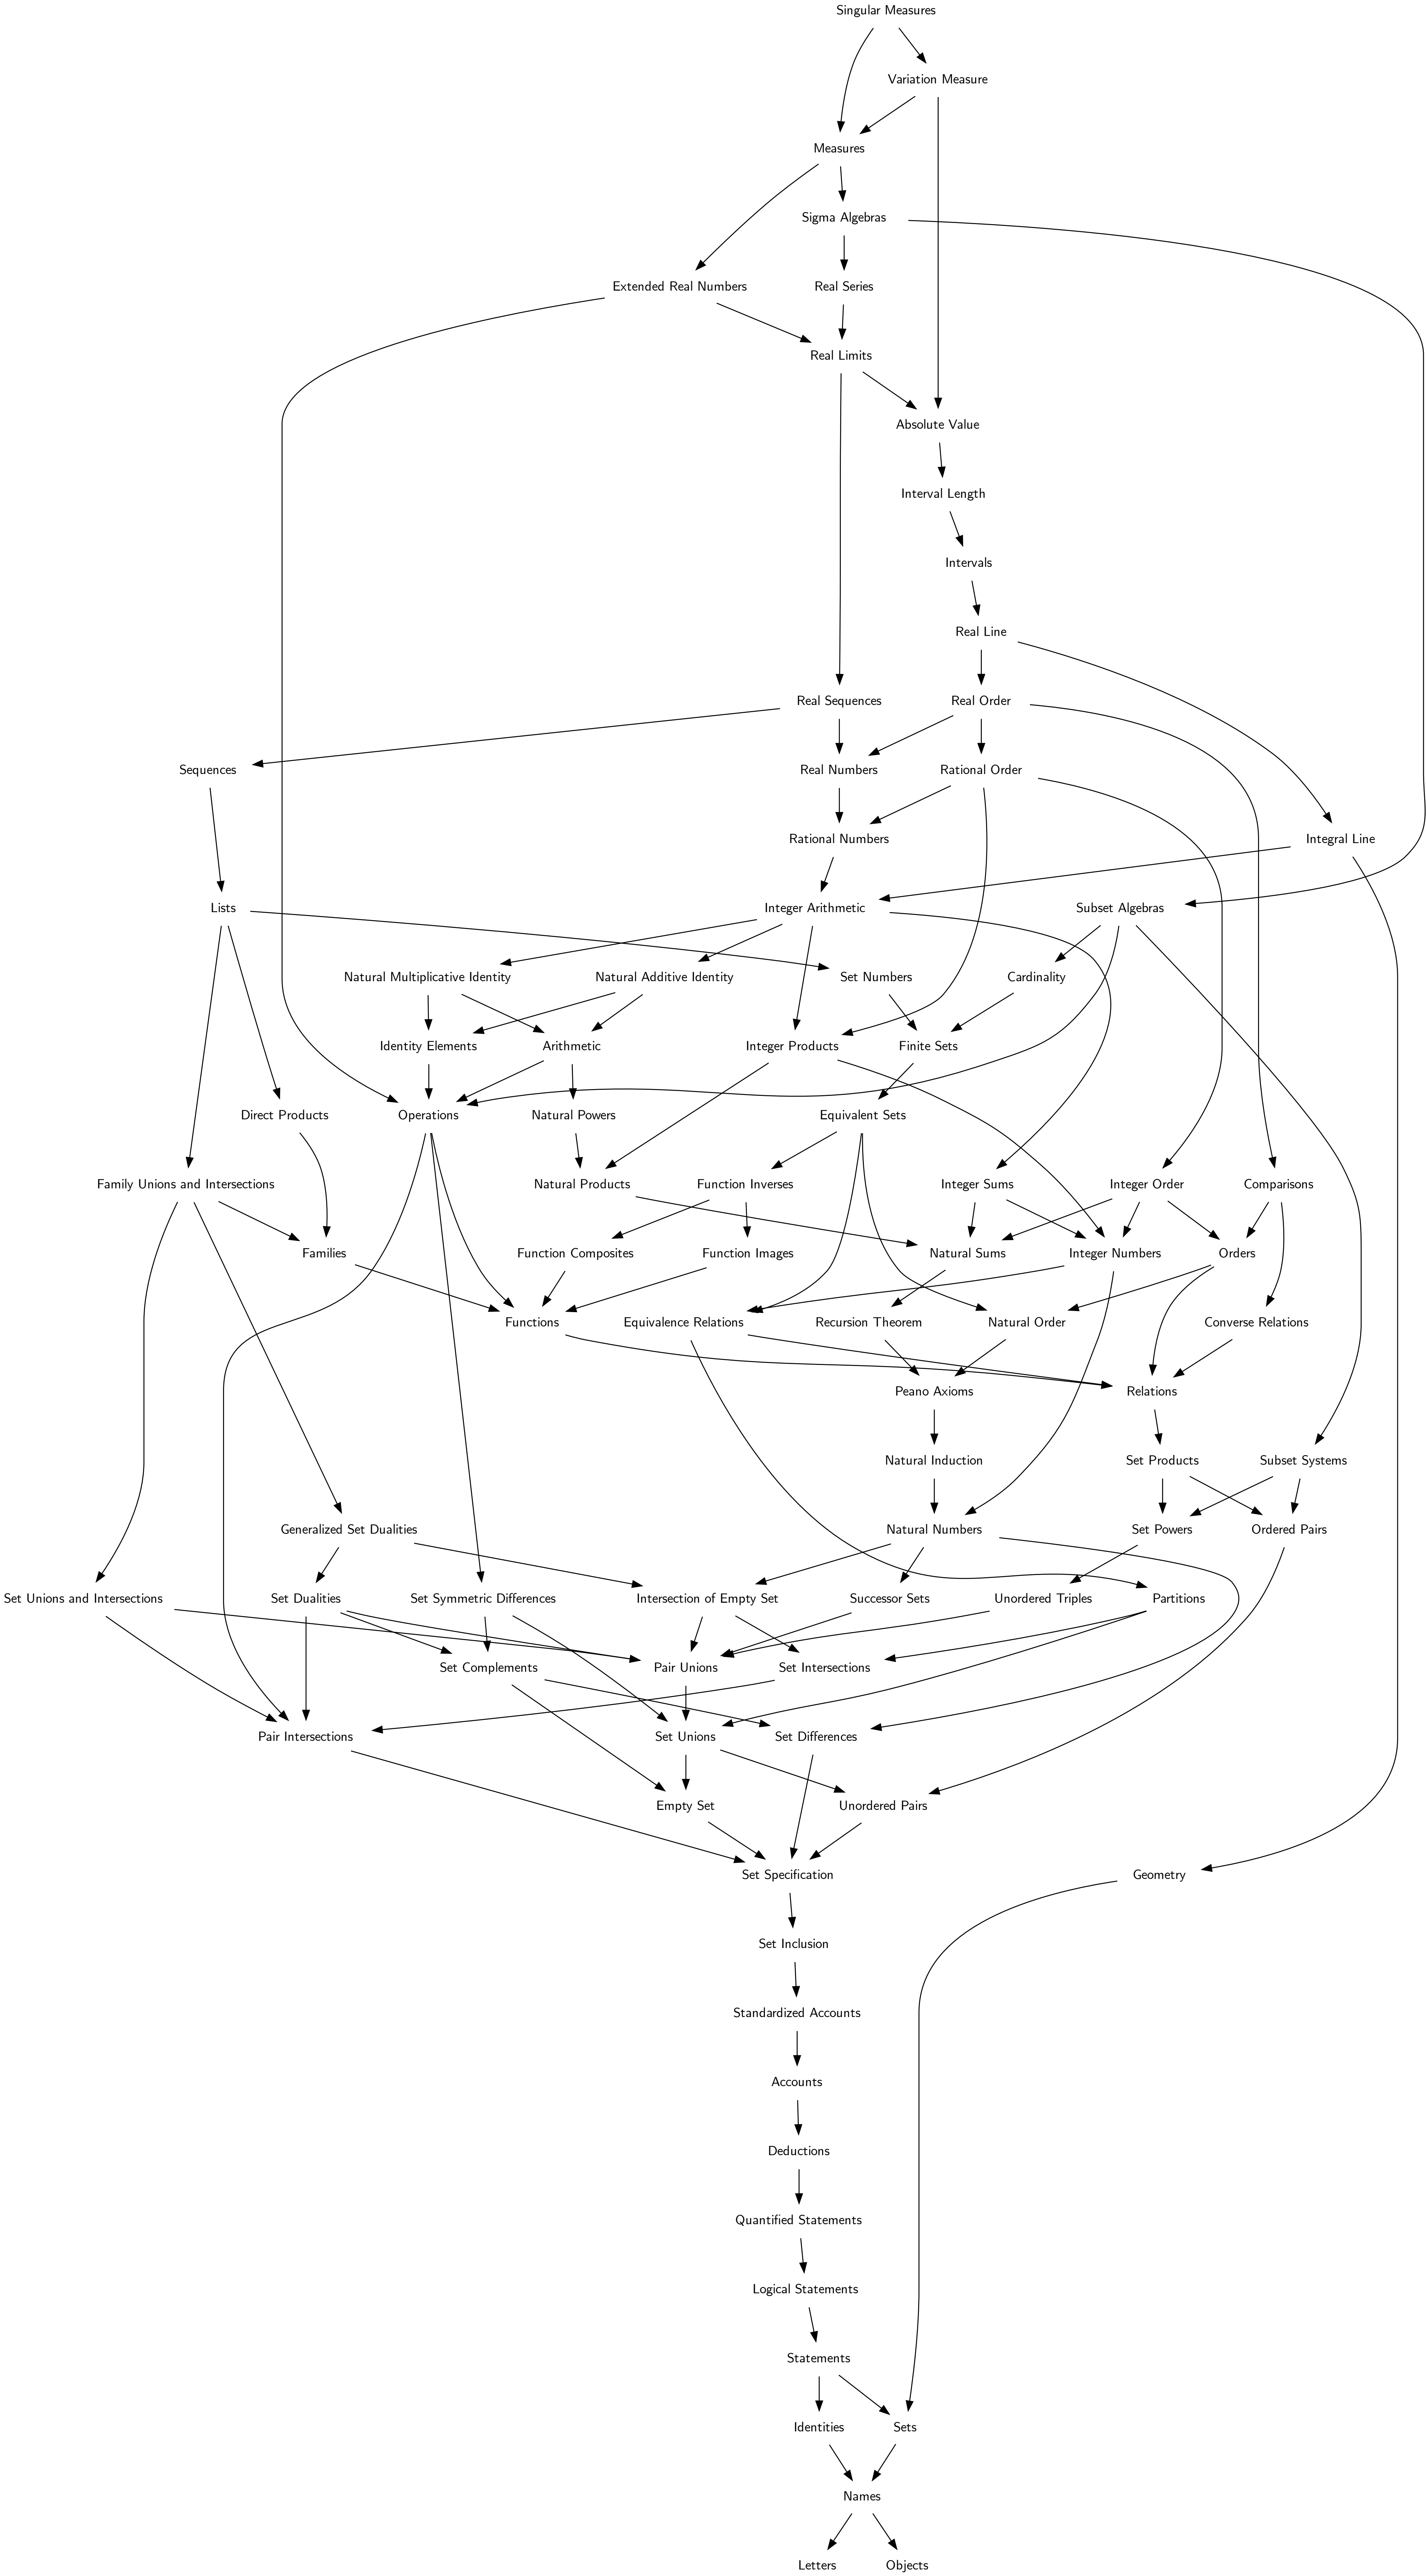 Singular Measures
Variation Measure
Measures
Sigma Algebras
Extended Real Numbers
Real Series
Real Limits
Absolute Value
Interval Length
Intervals
Real Line
Real Sequences
Real Order
Sequences
Real Numbers
Rational Order
Rational Numbers
Integral Line
Lists
Integer Arithmetic
Subset Algebras
Natural Multiplicative Identity
Natural Additive Identity
Set Numbers
Cardinality
Identity Elements
Arithmetic
Integer Products
Finite Sets
Direct Products
Operations
Natural Powers
Equivalent Sets
Family Unions and Intersections
Natural Products
Function Inverses
Integer Sums
Integer Order
Comparisons
Families
Function Composites
Function Images
Natural Sums
Integer Numbers
Orders
Functions
Equivalence Relations
Recursion Theorem
Natural Order
Converse Relations
Peano Axioms
Relations
Natural Induction
Set Products
Subset Systems
Generalized Set Dualities
Natural Numbers
Set Powers
Ordered Pairs
Set Unions and Intersections
Set Dualities
Set Symmetric Differences
Intersection of Empty Set
Successor Sets
Unordered Triples
Partitions
Set Complements
Pair Unions
Set Intersections
Pair Intersections
Set Unions
Set Differences
Empty Set
Unordered Pairs
Set Specification
Geometry
Set Inclusion
Standardized Accounts
Accounts
Deductions
Quantified Statements
Logical Statements
Statements
Identities
Sets
Names
Letters
Objects